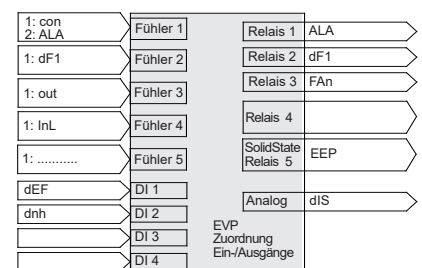 1: con
2: ALA
Fühler 1
Relais 1
ALA
1: dF1
Fühler 2
Relais 2
dF1
1: out
Fühler 3
Relais 3
FAn
1: InL
Fühler 4
Relais 4
1: ...........
Fühler 5
SolidState
Relais 5
EEP
dEF
DI 1
Analog
dIS
dnh
DI 2
DI 3
DI 4
EVP
Zuordnung
Ein-/Ausgänge